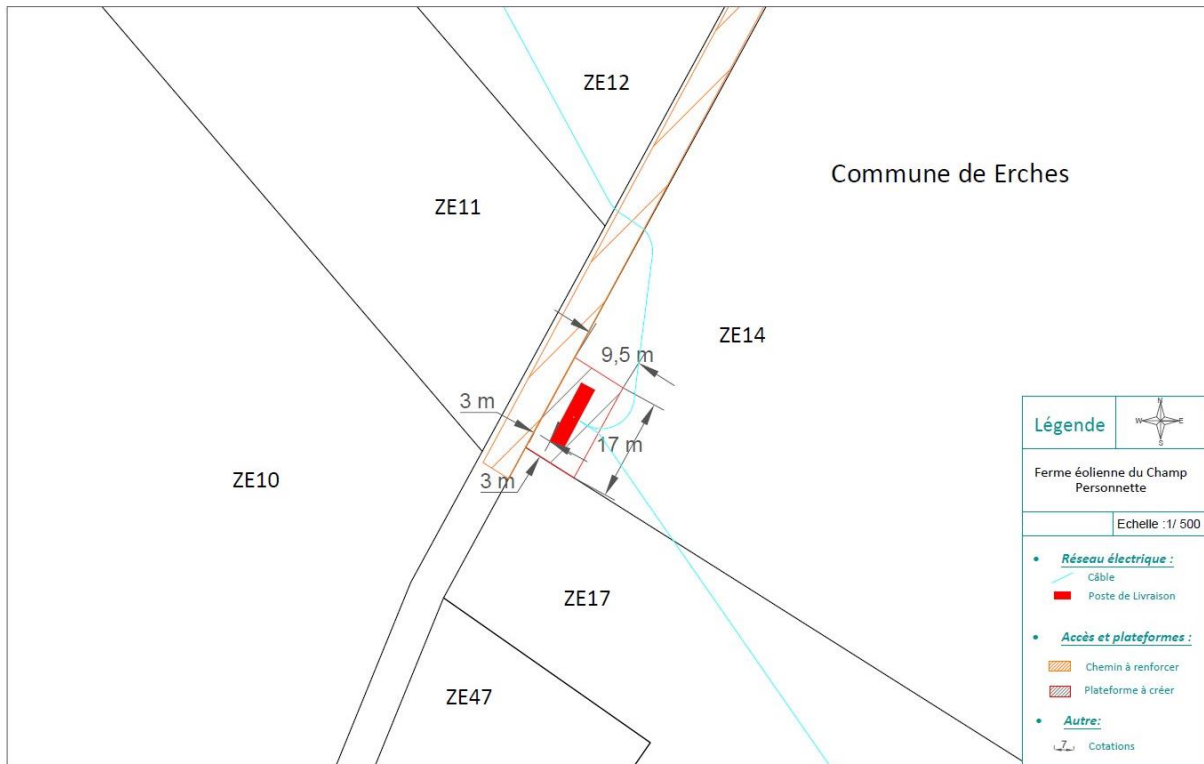 ZE12
Commune de Erches
ZE11
ZE14
9,5 m
3 m
17 m
3 m
ZE10
ZE17
ZE47
Légende
N
W E
S
Ferme éolienne du Champ
Personnette
Echelle :1/ 500
• Réseau électrique :
Câble
Poste de Livraison
• Accès et plateformes :
Chemin à renforcer
Plateforme à créer
• Autre:
7
Cotations